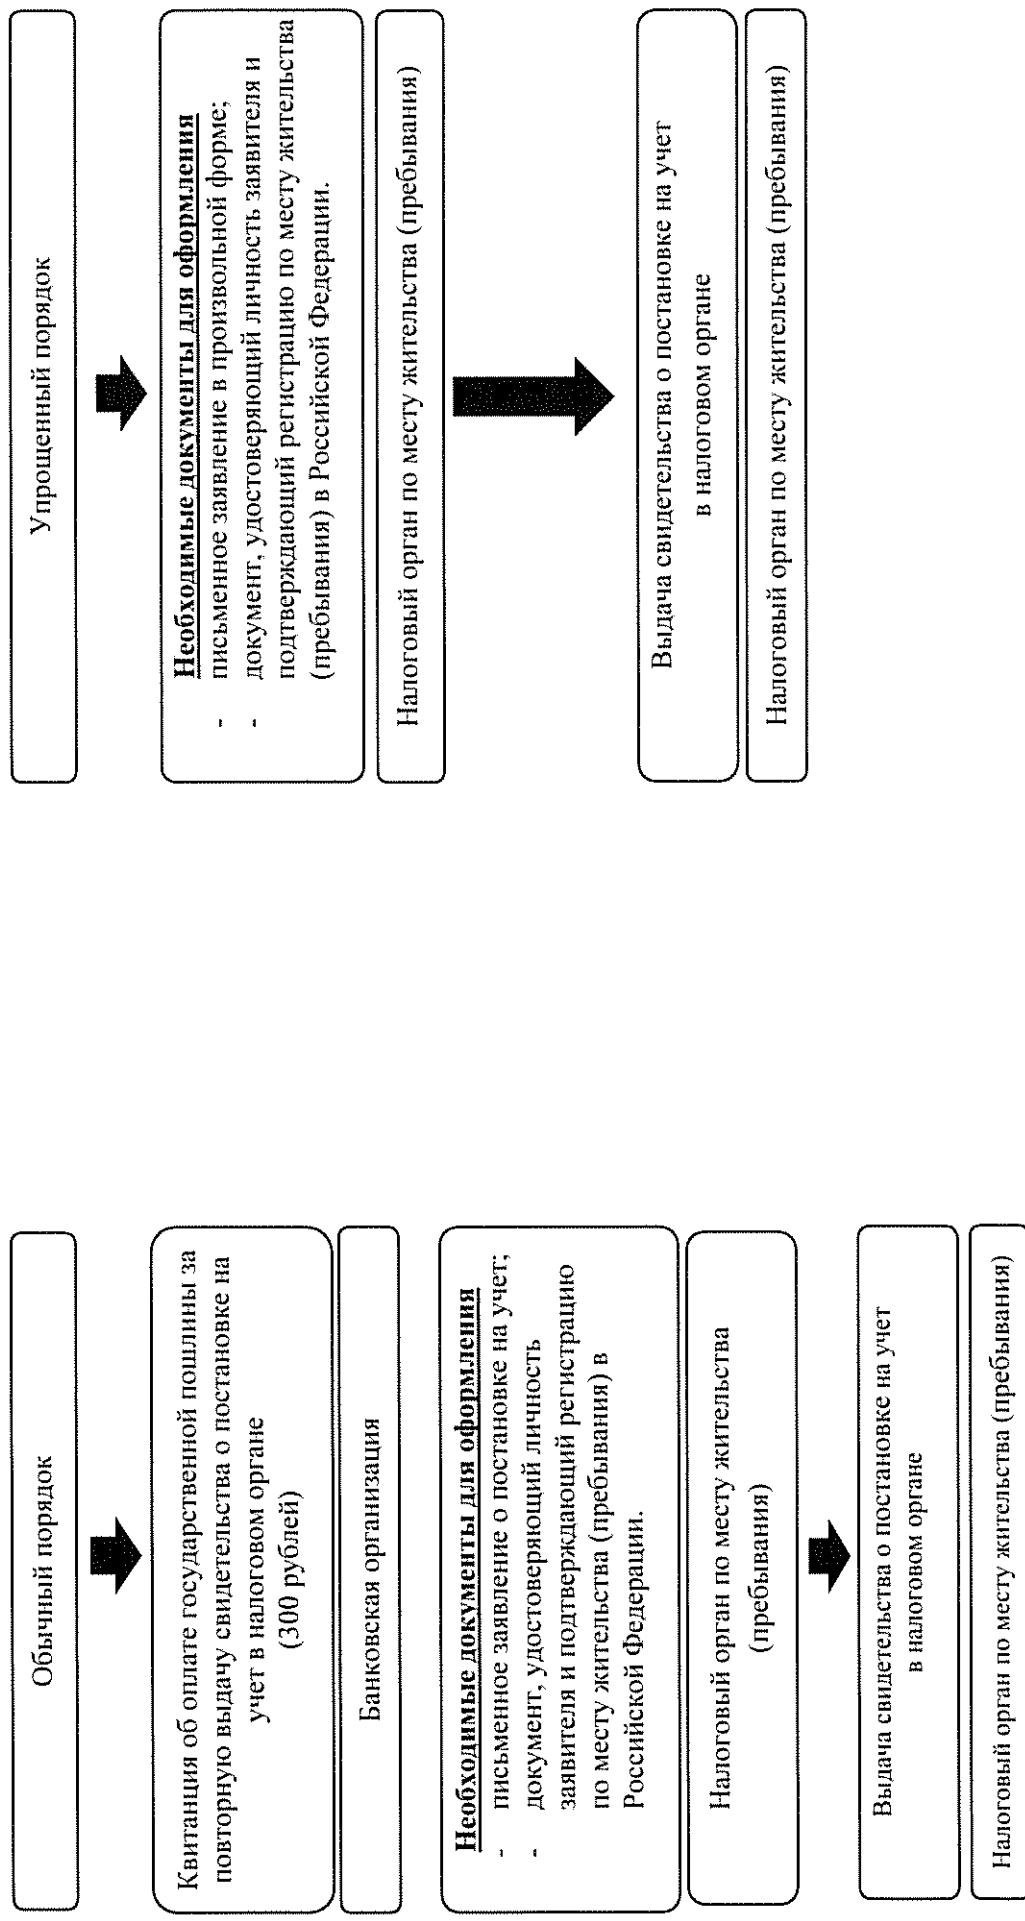 Обычный порядок
Квитанция об оплате государственной пошлины за
повторную выдачу свидетельства о постановке на
учет в налоговом органе
(300 рублей)
Банковская организация
Необходимые документы для оформления
- письменное заявление о постановке на учет;
- документ, удостоверяющий личность
заявителя и подтверждающий регистрацию
по месту жительства (пребывания) в
Российской Федерации.
Налоговый орган по месту жительства
(пребывания)
Выдача свидетельства о постановке на учет
в налоговом органе
Налоговый орган по месту жительства (пребывания)
Упрощенный порядок
Необходимые документы для оформления
- письменное заявление в произвольной форме;
- документ, удостоверяющий личность заявителя и
подтверждающий регистрацию по месту жительства
(пребывания) в Российской Федерации.
Налоговый орган по месту жительства (пребывания)
Выдача свидетельства о постановке на учет
в налоговом органе
Налоговый орган по месту жительства (пребывания)